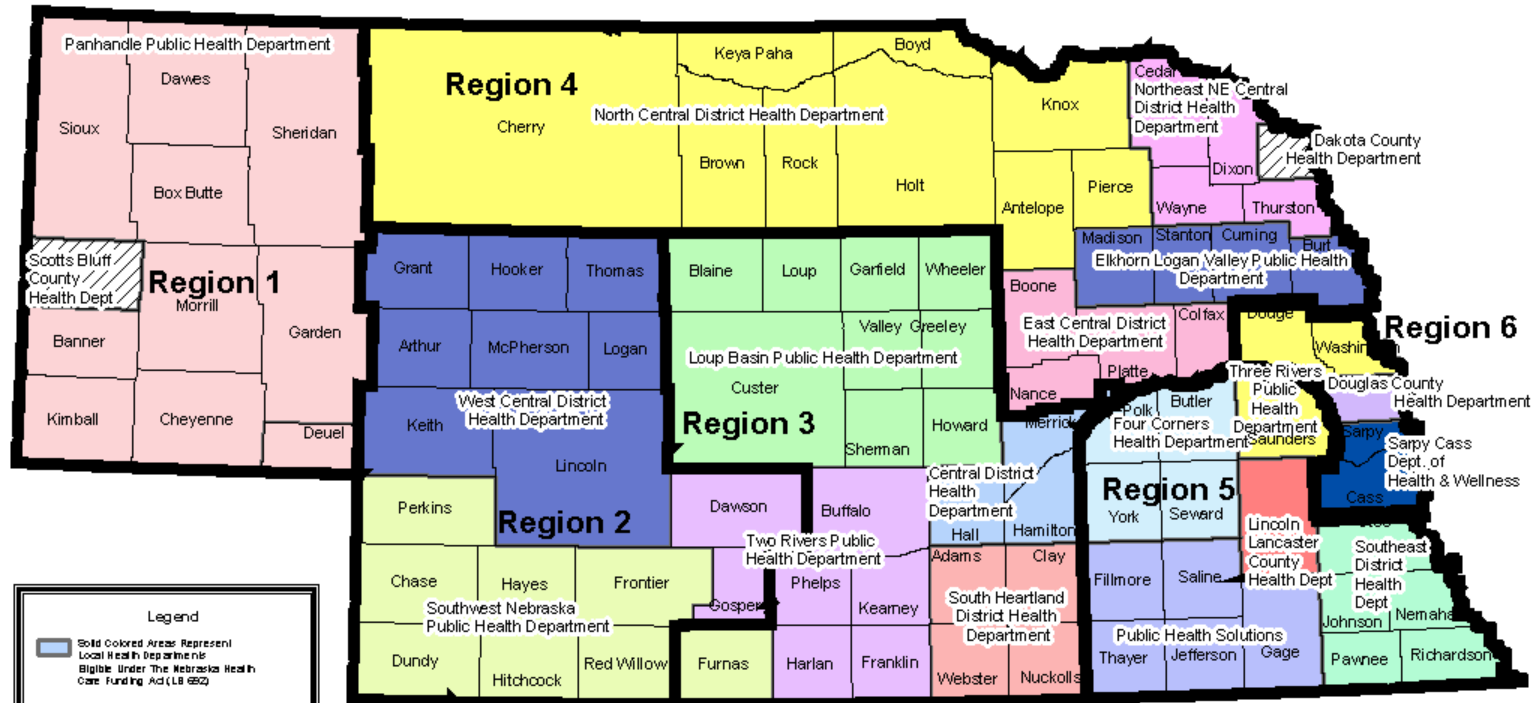 Panhandle Public Health Department
Dawes
Sioux
Sheridan
Box Butte
Scotts Bluff
County
Health Dept
Region 1
Morrill
Banner
Garden
Kimball
Cheyenne
Deuel
Region 4
Keya Paha
Boyd
Cherry
North Central District Health Department
Brown
Rock
Holt
Knox
Antelope
Pierce
Cedar
Northeast NE Central
District Health
Department
Dixon
Wayne
Thurston
Dakota County
Health Department
Madison
Stanton
Cuming
Burt
Elkhorn Logan Valley Public Health
Department
Boone
Colfax
East Central District
Health Department
Platte
Nance
Grant
Hooker
Thomas
Arthur
McPherson
Logan
West Central District
Health Department
Keith
Lincoln
Perkins
Region 2
Chase
Hayes
Frontier
Southwest Nebraska
Public Health Department
Dundy
Hitchcock
Red Willow
Furnas
Blaine
Loup
Garfield
Wheeler
Valley
Greeley
Loup Basin Public Health Department
Custer
Region 3
Sherman
Howard
Dawson
Buffalo
Two Rivers Public
Health Department
Gosper
Phelps
Kearney
Harlan
Franklin
Merrick
Central District
Health
Department
Hall
Hamilton
Adams
Clay
South Heartland
District Health
Department
Webster
Nuckolls
Region 6
Dodge
Three Rivers
Public
Health
Department
Saunders
Douglas County
Health Department
Sarpy
Sarpy Cass
Dept. of
Health & Wellness
Cass
Polk
Butler
Four Corners
Health Department
Region 5
York
Seward
Lincoln
Lancaster
County
Health Dept
Fillmore
Saline
Public Health Solutions
Thayer
Jefferson
Gage
Southeast
District
Health
Dept
Johnson
Nemaha
Pawnee
Richardson
Legend
Solid Colored Areas Represent
Local Health Departments
Eligible Under The Nebraska Health
Care Funding Act (LB 692)